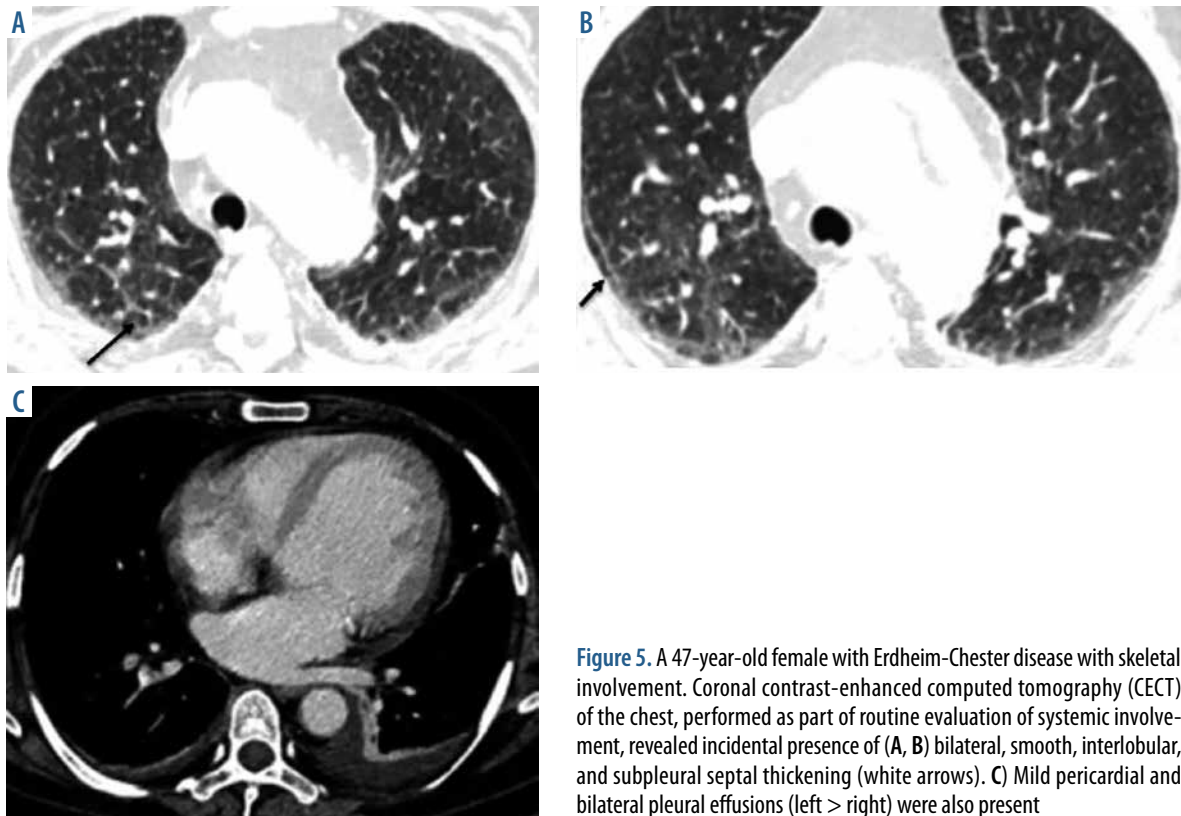 A
B
C
Figure 5. A 47-year-old female with Erdheim-Chester disease with skeletal
involvement. Coronal contrast-enhanced computed tomography (CECT)
of the chest, performed as part of routine evaluation of systemic involve-
ment, revealed incidental presence of (A, B) bilateral, smooth, interlobular,
and subpleural septal thickening (white arrows). C) Mild pericardial and
bilateral pleural effusions (left > right) were also present